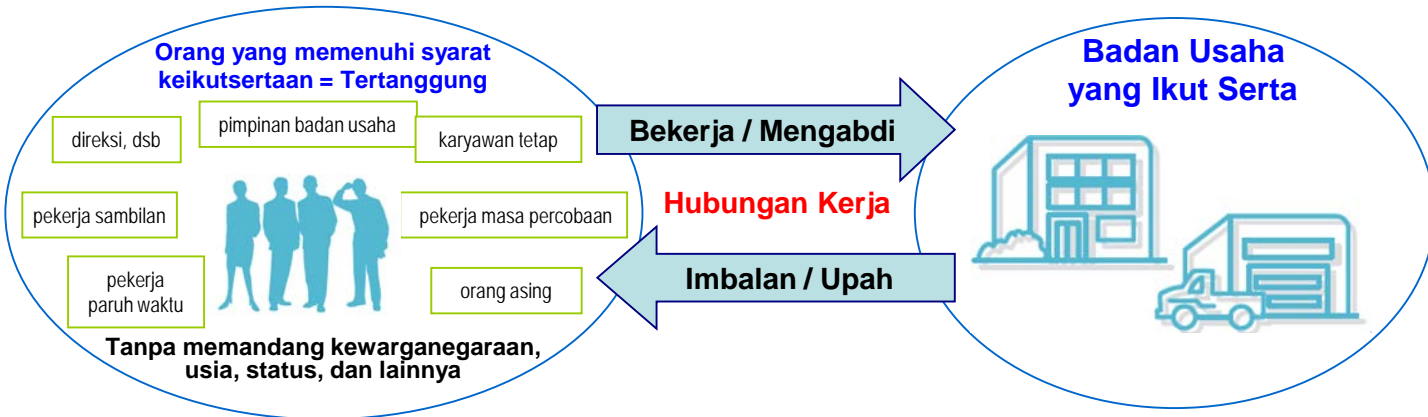 Orang yang memenuhi syarat
keikutsertaan = Tertanggung
direksi, dsb
pimpinan badan usaha
karyawan tetap
pekerja sambilan
pekerja masa percobaan
pekerja
paruh waktu
orang asing
Tanpa memandang kewarganegaraan,
usia, status, dan lainnya
Bekerja / Mengabdi
Hubungan Kerja
Imbalan / Upah
Badan Usaha
yang Ikut Serta